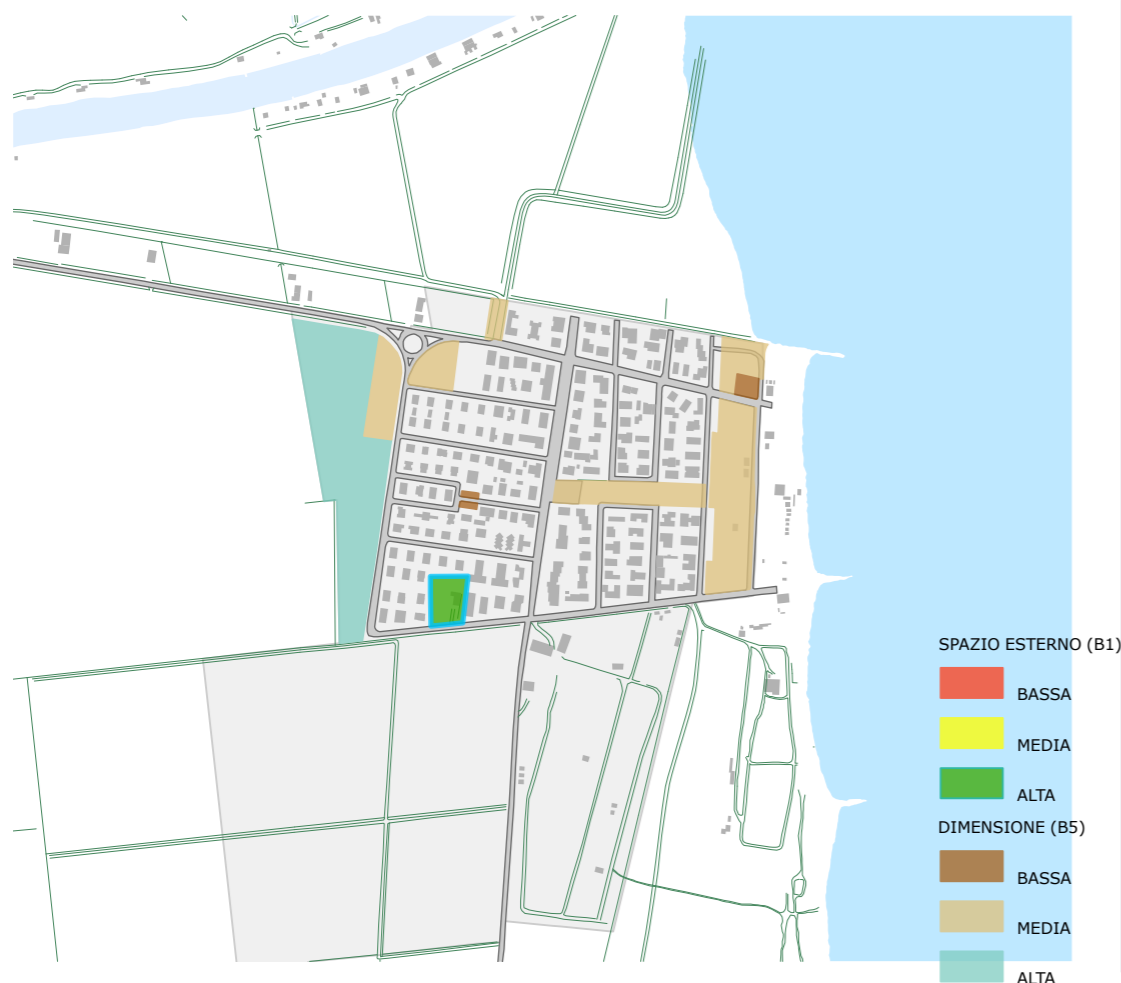 SPAZIO ESTERNO (B1)
BASSA
MEDIA
ALTA
DIMENSIONE (B5)
BASSA
MEDIA
ALTA